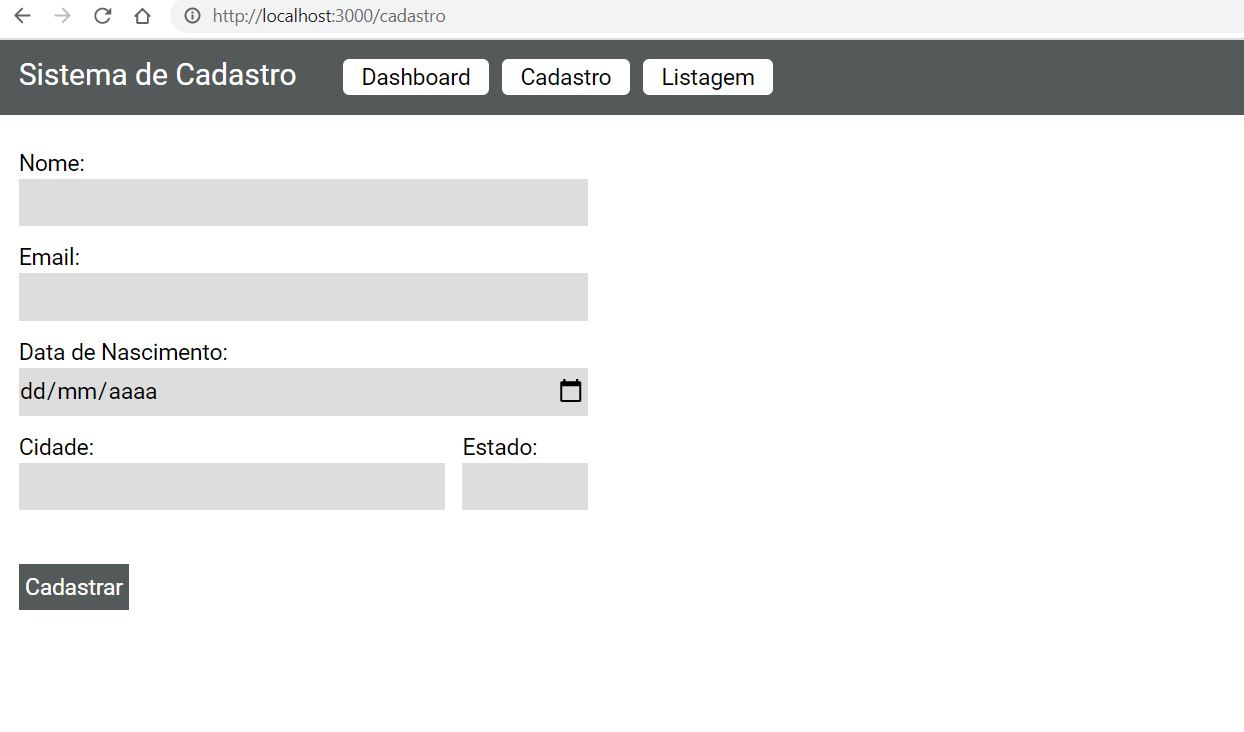 http://localhost:3000/cadastro
Sistema de Cadastro Dashboard Cadastro Listagem
Nome:
Email:
Data de Nascimento:
dd/mm/aaaa
Cidade: Estado:
Cadastrar